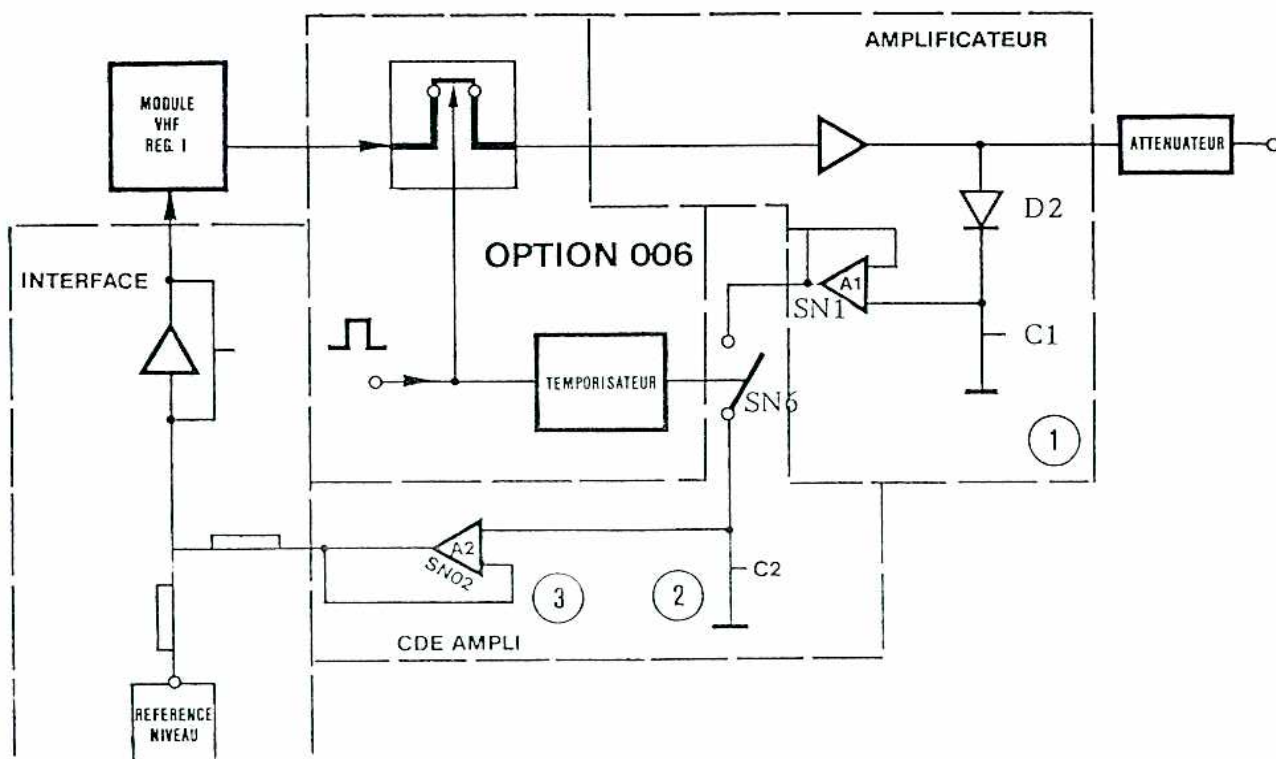 AMPLIFICATEUR
MODULE
VHF
REG. I
ATTENUATEUR
D2
OPTION 006
INTERFACE
A1
SN1
C1
TEMPORISATEUR
SN6
1
A2
SN02
3
2
C2
CDE AMPLI
REFERENCE
NIVEAU